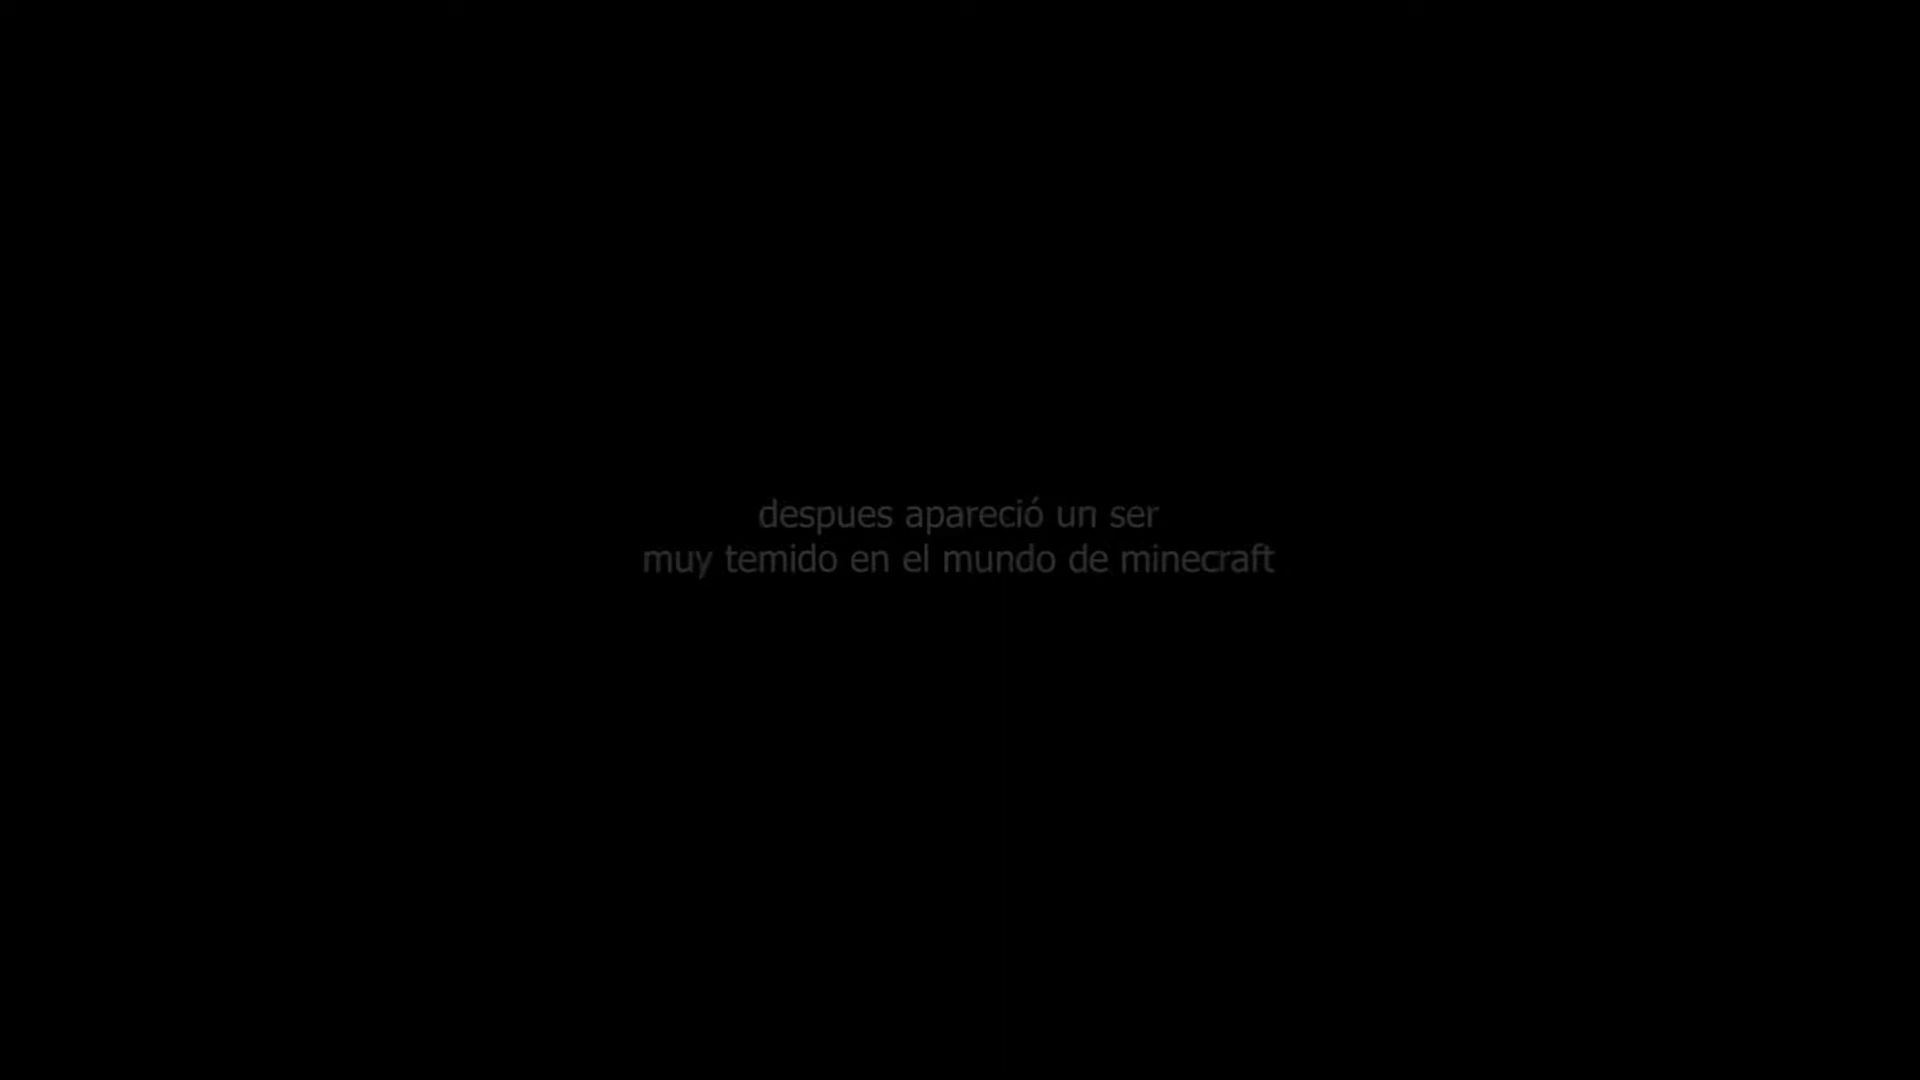 despues apareció un ser
muy temido en el mundo de minecraft